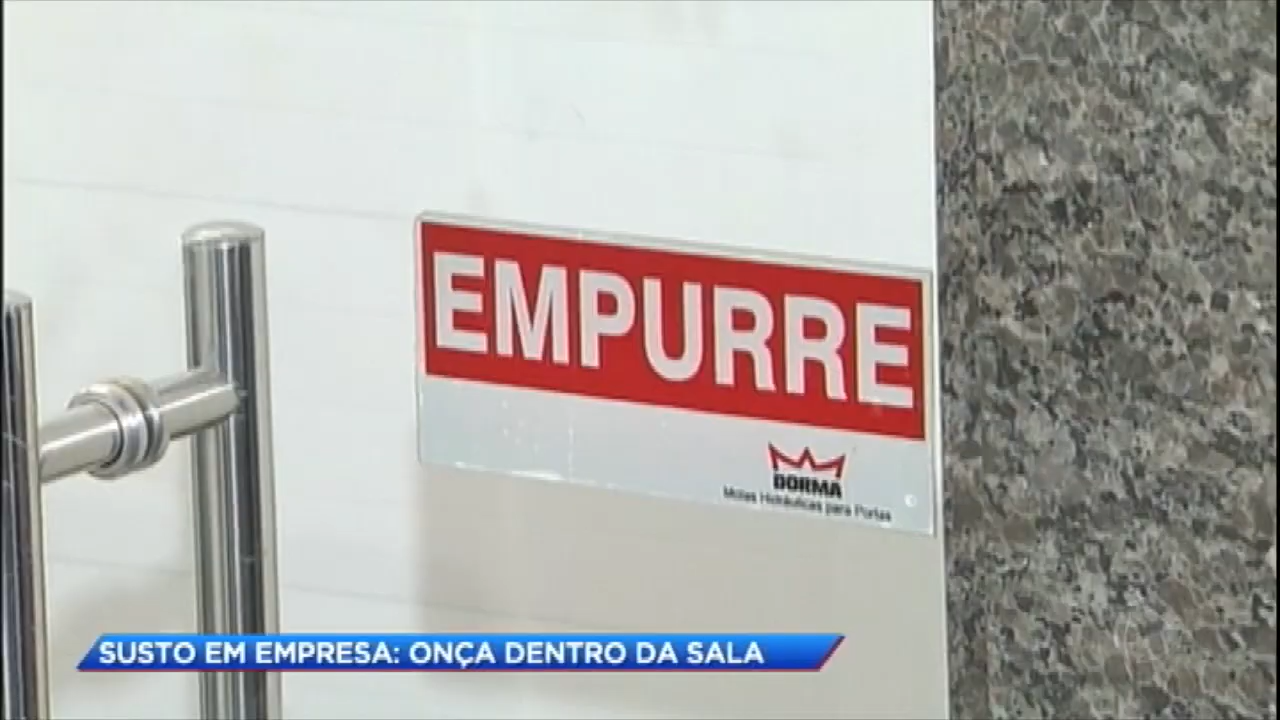 EMPURRE
DORMA
Molas Hidráulicas para Portas
SUSTO EM EMPRESA: ONÇA DENTRO DA SALA